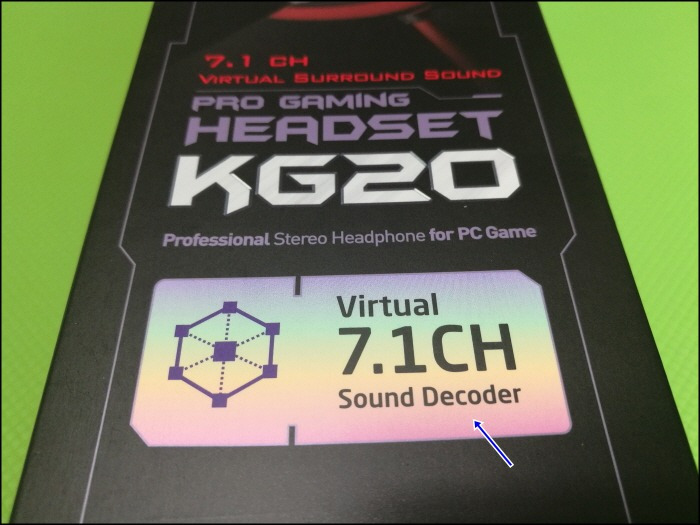 7.1 CH
Virtual Surround Sound
PRO GAMING
HEADSET
KG20
Professional Stereo Headphone for PC Game
Virtual
7.1CH
Sound Decoder